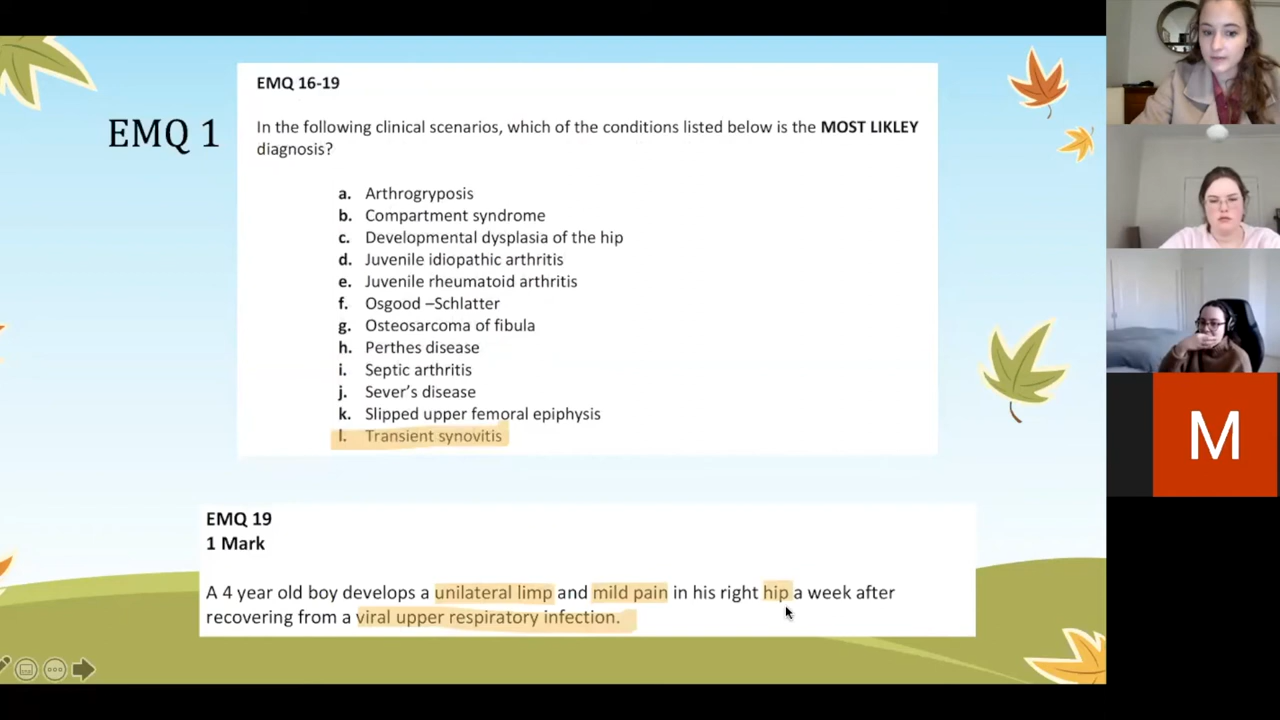 EMQ 1
EMQ 16-19
In the following clinical scenarios, which of the conditions listed below is the MOST LIKLEY
diagnosis?
a. Arthrogryposis
b. Compartment syndrome
c. Developmental dysplasia of the hip
d. Juvenile idiopathic arthritis
e. Juvenile rheumatoid arthritis
f. Osgood –Schlatter
g. Osteosarcoma of fibula
h. Perthes disease
i. Septic arthritis
j. Sever’s disease
k. Slipped upper femoral epiphysis
l. Transient synovitis
EMQ 19
1 Mark
A 4 year old boy develops a unilateral limp and mild pain in his right hip a week after
recovering from a viral upper respiratory infection.
M